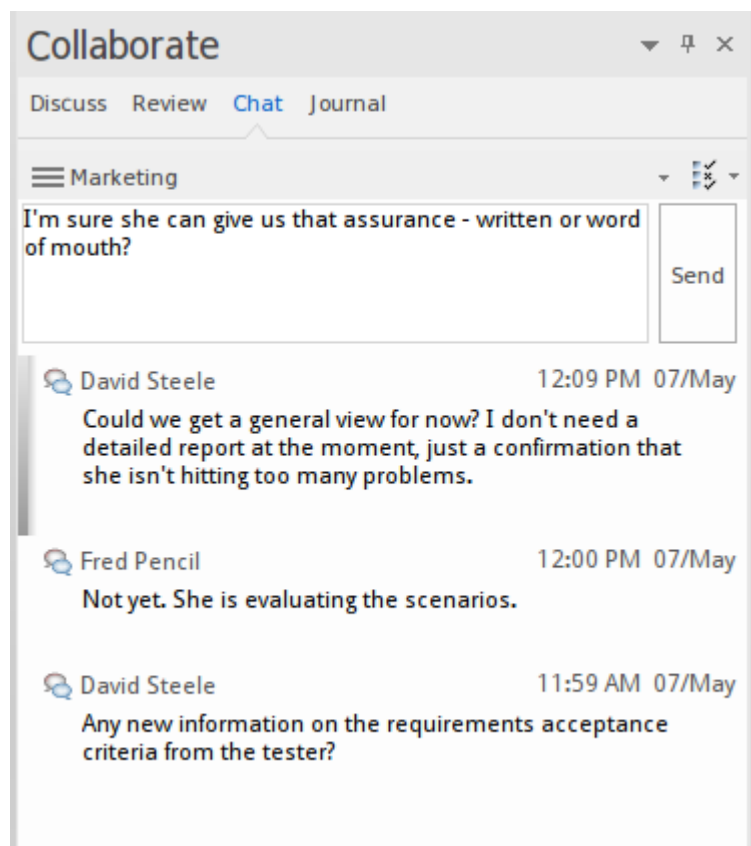 Collaborate
Discuss Review Chat Journal
Marketing
I'm sure she can give us that assurance - written or word
of mouth?
Send
David Steele 12:09 PM 07/May
Could we get a general view for now? I don't need a
detailed report at the moment, just a confirmation that
she isn't hitting too many problems.
Fred Pencil 12:00 PM 07/May
Not yet. She is evaluating the scenarios.
David Steele 11:59 AM 07/May
Any new information on the requirements acceptance
criteria from the tester?